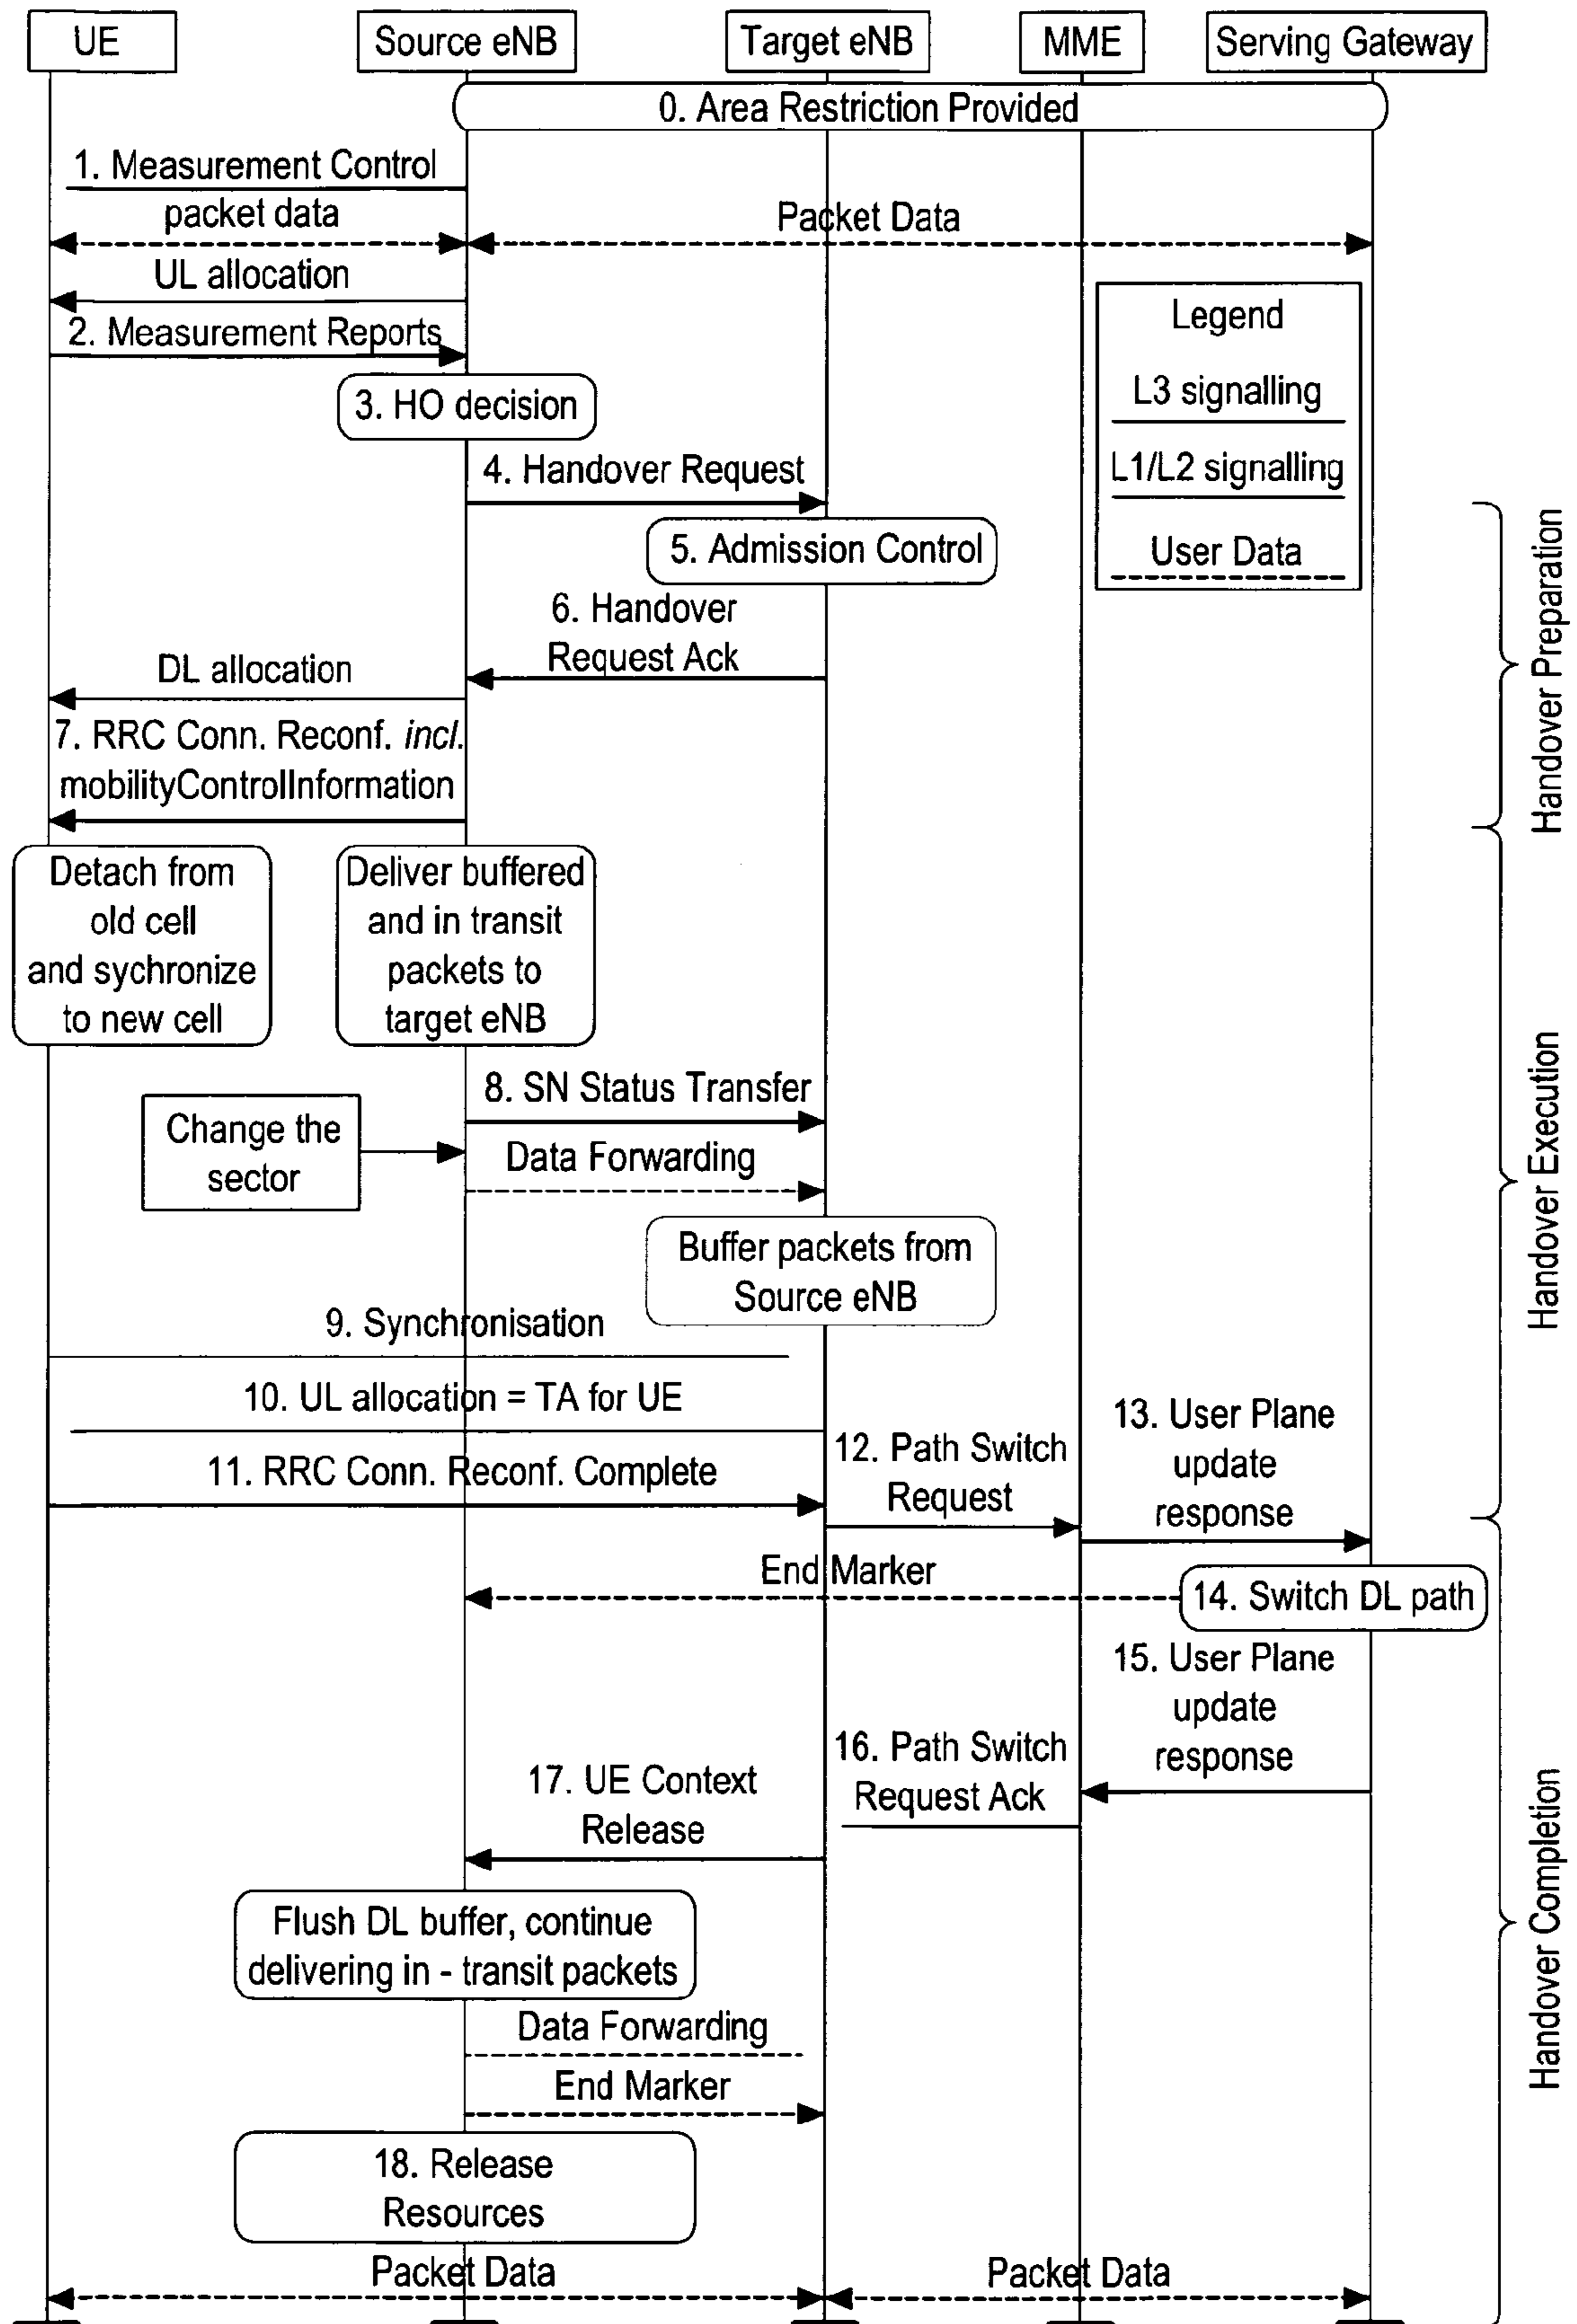 UE
Source eNB
Target eNB
MME
Serving Gateway
0. Area Restriction Provided
1. Measurement Control
packet data
Packet Data
UL allocation
2. Measurement Reports
Legend
L3 signalling
L1/L2 signalling
User Data
3. HO decision
4. Handover Request
5. Admission Control
6. Handover
Request Ack
DL allocation
7. RRC Conn. Reconf. incl.
mobilityControlInformation
Handover Preparation
Detach from
old cell
and sychronize
to new cell
Deliver buffered
and in transit
packets to
target eNB
8. SN Status Transfer
Change the
sector
Data Forwarding
Buffer packets from
Source eNB
9. Synchronisation
10. UL allocation = TA for UE
11. RRC Conn. Reconf. Complete
Handover Execution
12. Path Switch
Request
13. User Plane
update
response
End Marker
14. Switch DL path
15. User Plane
update
response
16. Path Switch
Request Ack
17. UE Context
Release
Flush DL buffer, continue
delivering in - transit packets
Data Forwarding
End Marker
18. Release
Resources
Packet Data
Packet Data
Handover Completion